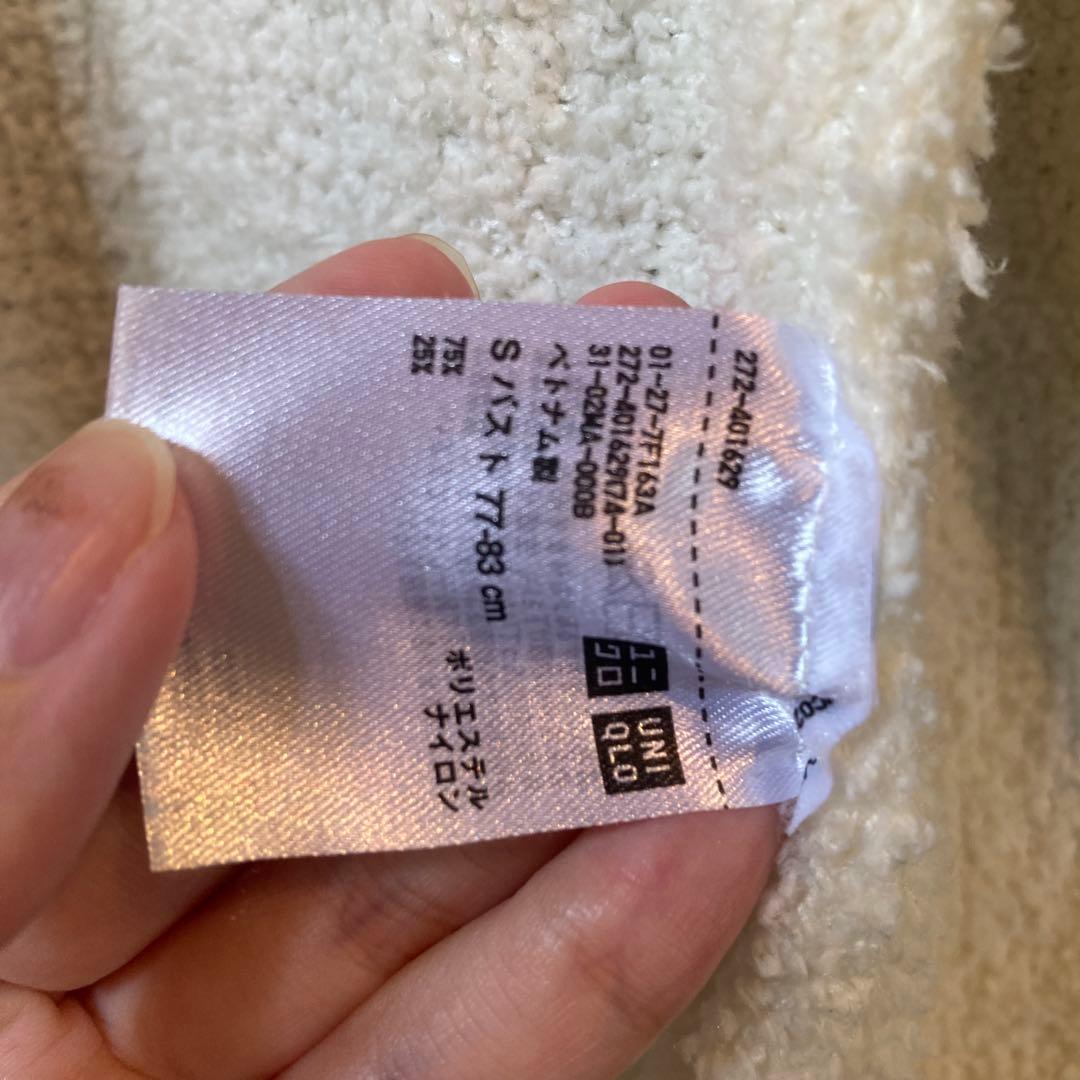 272-401629
ユニ
クロ
UNI
QLO
01-27-7F163A
272-401629(74-01)
31-02WA-000B
ベトナム製
S バスト 77-83 cm
ポリエステル 75%
ナイロン 25%